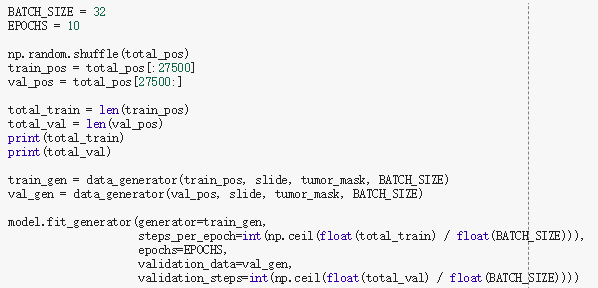 BATCH_SIZE = 32
EPOCHS = 10
np.random.shuffle(total_pos)
train_pos = total_pos[:27500]
val_pos = total_pos[27500:]
total_train = len(train_pos)
total_val = len(val_pos)
print(total_train)
print(total_val)
train_gen = data_generator(train_pos, slide, tumor_mask, BATCH_SIZE)
val_gen = data_generator(val_pos, slide, tumor_mask, BATCH_SIZE)
model.fit_generator(generator=train_gen,
steps_per_epoch=int(np.ceil(float(total_train) / float(BATCH_SIZE))),
epochs=EPOCHS,
validation_data=val_gen,
validation_steps=int(np.ceil(float(total_val) / float(BATCH_SIZE))))